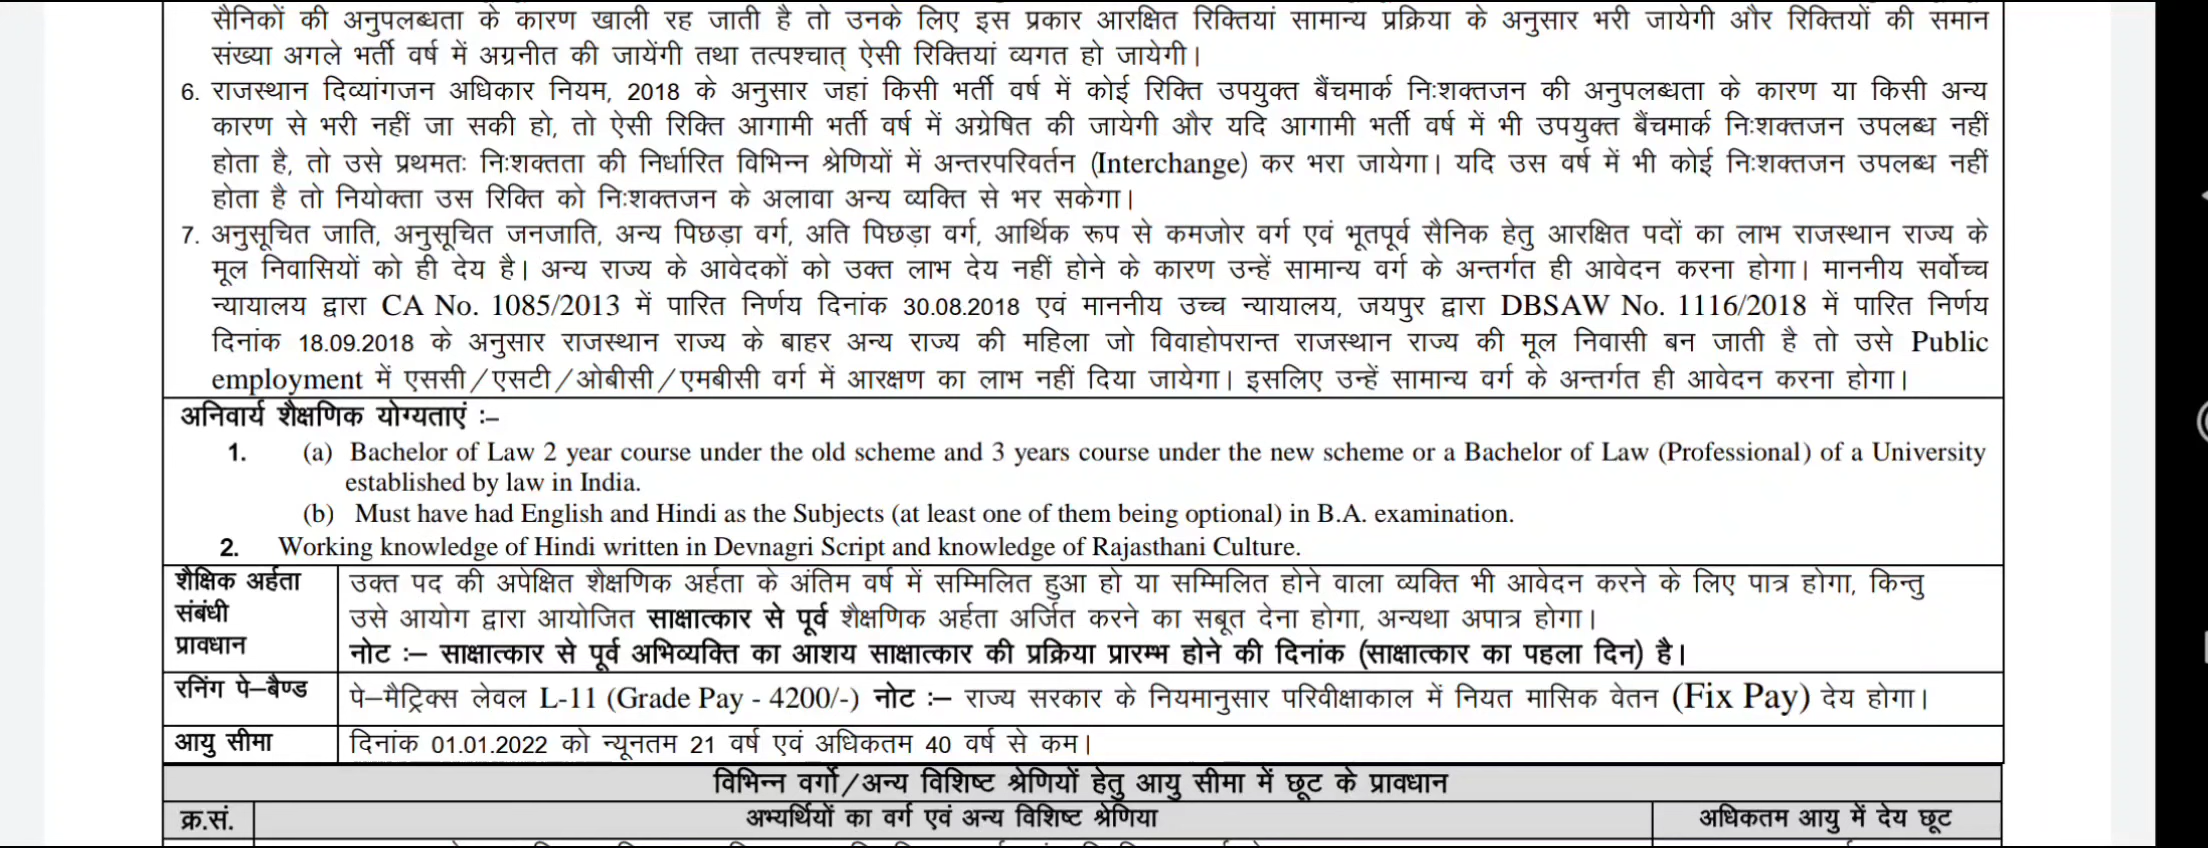 सैनिकों की अनुपलब्धता के कारण खाली रह जाती है तो उनके लिए इस प्रकार आरक्षित रिक्तियां सामान्य प्रक्रिया के अनुसार भरी जायेगी और रिक्तियों की समान
संख्या अगले भर्ती वर्ष में अग्रनीत की जायेंगी तथा तत्पश्चात् ऐसी रिक्तियां व्यगत हो जायेगी।
6. राजस्थान दिव्यांगजन अधिकार नियम, 2018 के अनुसार जहां किसी भर्ती वर्ष में कोई रिक्ति उपयुक्त बैंचमार्क निःशक्तजन की अनुपलब्धता के कारण या किसी अन्य
कारण से भरी नहीं जा सकी हो, तो ऐसी रिक्ति आगामी भर्ती वर्ष में अग्रेषित की जायेगी और यदि आगामी भर्ती वर्ष में भी उपयुक्त बैंचमार्क निःशक्तजन उपलब्ध नहीं
होता है, तो उसे प्रथमतः निःशक्तता की निर्धारित विभिन्न श्रेणियों में अन्तरपरिवर्तन (Interchange) कर भरा जायेगा। यदि उस वर्ष में भी कोई निःशक्तजन उपलब्ध नहीं
होता है तो नियोक्ता उस रिक्ति को निःशक्तजन के अलावा अन्य व्यक्ति से भर सकेगा।
7. अनुसूचित जाति, अनुसूचित जनजाति, अन्य पिछड़ा वर्ग, अति पिछड़ा वर्ग, आर्थिक रूप से कमजोर वर्ग एवं भूतपूर्व सैनिक हेतु आरक्षित पदों का लाभ राजस्थान राज्य के
मूल निवासियों को ही देय है। अन्य राज्य के आवेदकों को उक्त लाभ देय नहीं होने के कारण उन्हें सामान्य वर्ग के अन्तर्गत ही आवेदन करना होगा। माननीय सर्वोच्च
न्यायालय द्वारा CA No. 1085/2013 में पारित निर्णय दिनांक 30.08.2018 एवं माननीय उच्च न्यायालय, जयपुर द्वारा DBSAW No. 1116/2018 में पारित निर्णय
दिनांक 18.09.2018 के अनुसार राजस्थान राज्य के बाहर अन्य राज्य की महिला जो विवाहोपरान्त राजस्थान राज्य की मूल निवासी बन जाती है तो उसे Public
employment में एससी/एसटी/ओबीसी/एमबीसी वर्ग में आरक्षण का लाभ नहीं दिया जायेगा। इसलिए उन्हें सामान्य वर्ग के अन्तर्गत ही आवेदन करना होगा।
अनिवार्य शैक्षणिक योग्यताएं :–
1. (a) Bachelor of Law 2 year course under the old scheme and 3 years course under the new scheme or a Bachelor of Law (Professional) of a University
established by law in India.
(b) Must have had English and Hindi as the Subjects (at least one of them being optional) in B.A. examination.
2. Working knowledge of Hindi written in Devnagri Script and knowledge of Rajasthani Culture.
शैक्षिक अर्हता
संबंधी
प्रावधान
उक्त पद की अपेक्षित शैक्षणिक अर्हता के अंतिम वर्ष में सम्मिलित हुआ हो या सम्मिलित होने वाला व्यक्ति भी आवेदन करने के लिए पात्र होगा, किन्तु
उसे आयोग द्वारा आयोजित साक्षात्कार से पूर्व शैक्षणिक अर्हता अर्जित करने का सबूत देना होगा, अन्यथा अपात्र होगा।
नोट :– साक्षात्कार से पूर्व अभिव्यक्ति का आशय साक्षात्कार की प्रक्रिया प्रारम्भ होने की दिनांक (साक्षात्कार का पहला दिन) है।
रनिंग पे–बैण्ड
पे–मैट्रिक्स लेवल L-11 (Grade Pay - 4200/-) नोट :– राज्य सरकार के नियमानुसार परिवीक्षाकाल में नियत मासिक वेतन (Fix Pay) देय होगा।
आयु सीमा
दिनांक 01.01.2022 को न्यूनतम 21 वर्ष एवं अधिकतम 40 वर्ष से कम।
विभिन्न वर्गो/अन्य विशिष्ट श्रेणियों हेतु आयु सीमा में छूट के प्रावधान
क्र.सं.
अभ्यर्थियों का वर्ग एवं अन्य विशिष्ट श्रेणिया
अधिकतम आयु में देय छूट